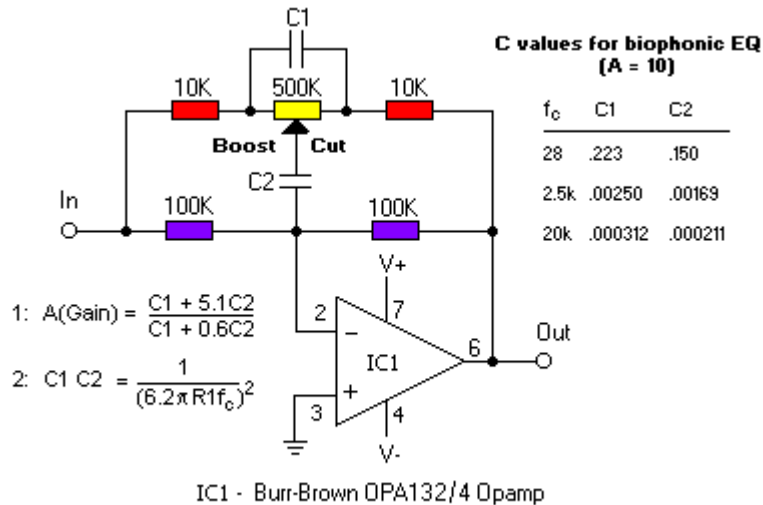 C1
10K
500K
10K
Boost
Cut
C2
In
100K
100K
V+
7
2
−
IC1
6
Out
+
3
4
V-
C values for biophonic EQ
(A = 10)
fc C1 C2
28 .223 .150
2.5k .00250 .00169
20k .000312 .000211
1: A(Gain) = C1 + 5.1C2
C1 + 0.6C2
2: C1 C2 = 1
(6.2π R1fc)2
IC1 - Burr-Brown OPA132/4 Opamp